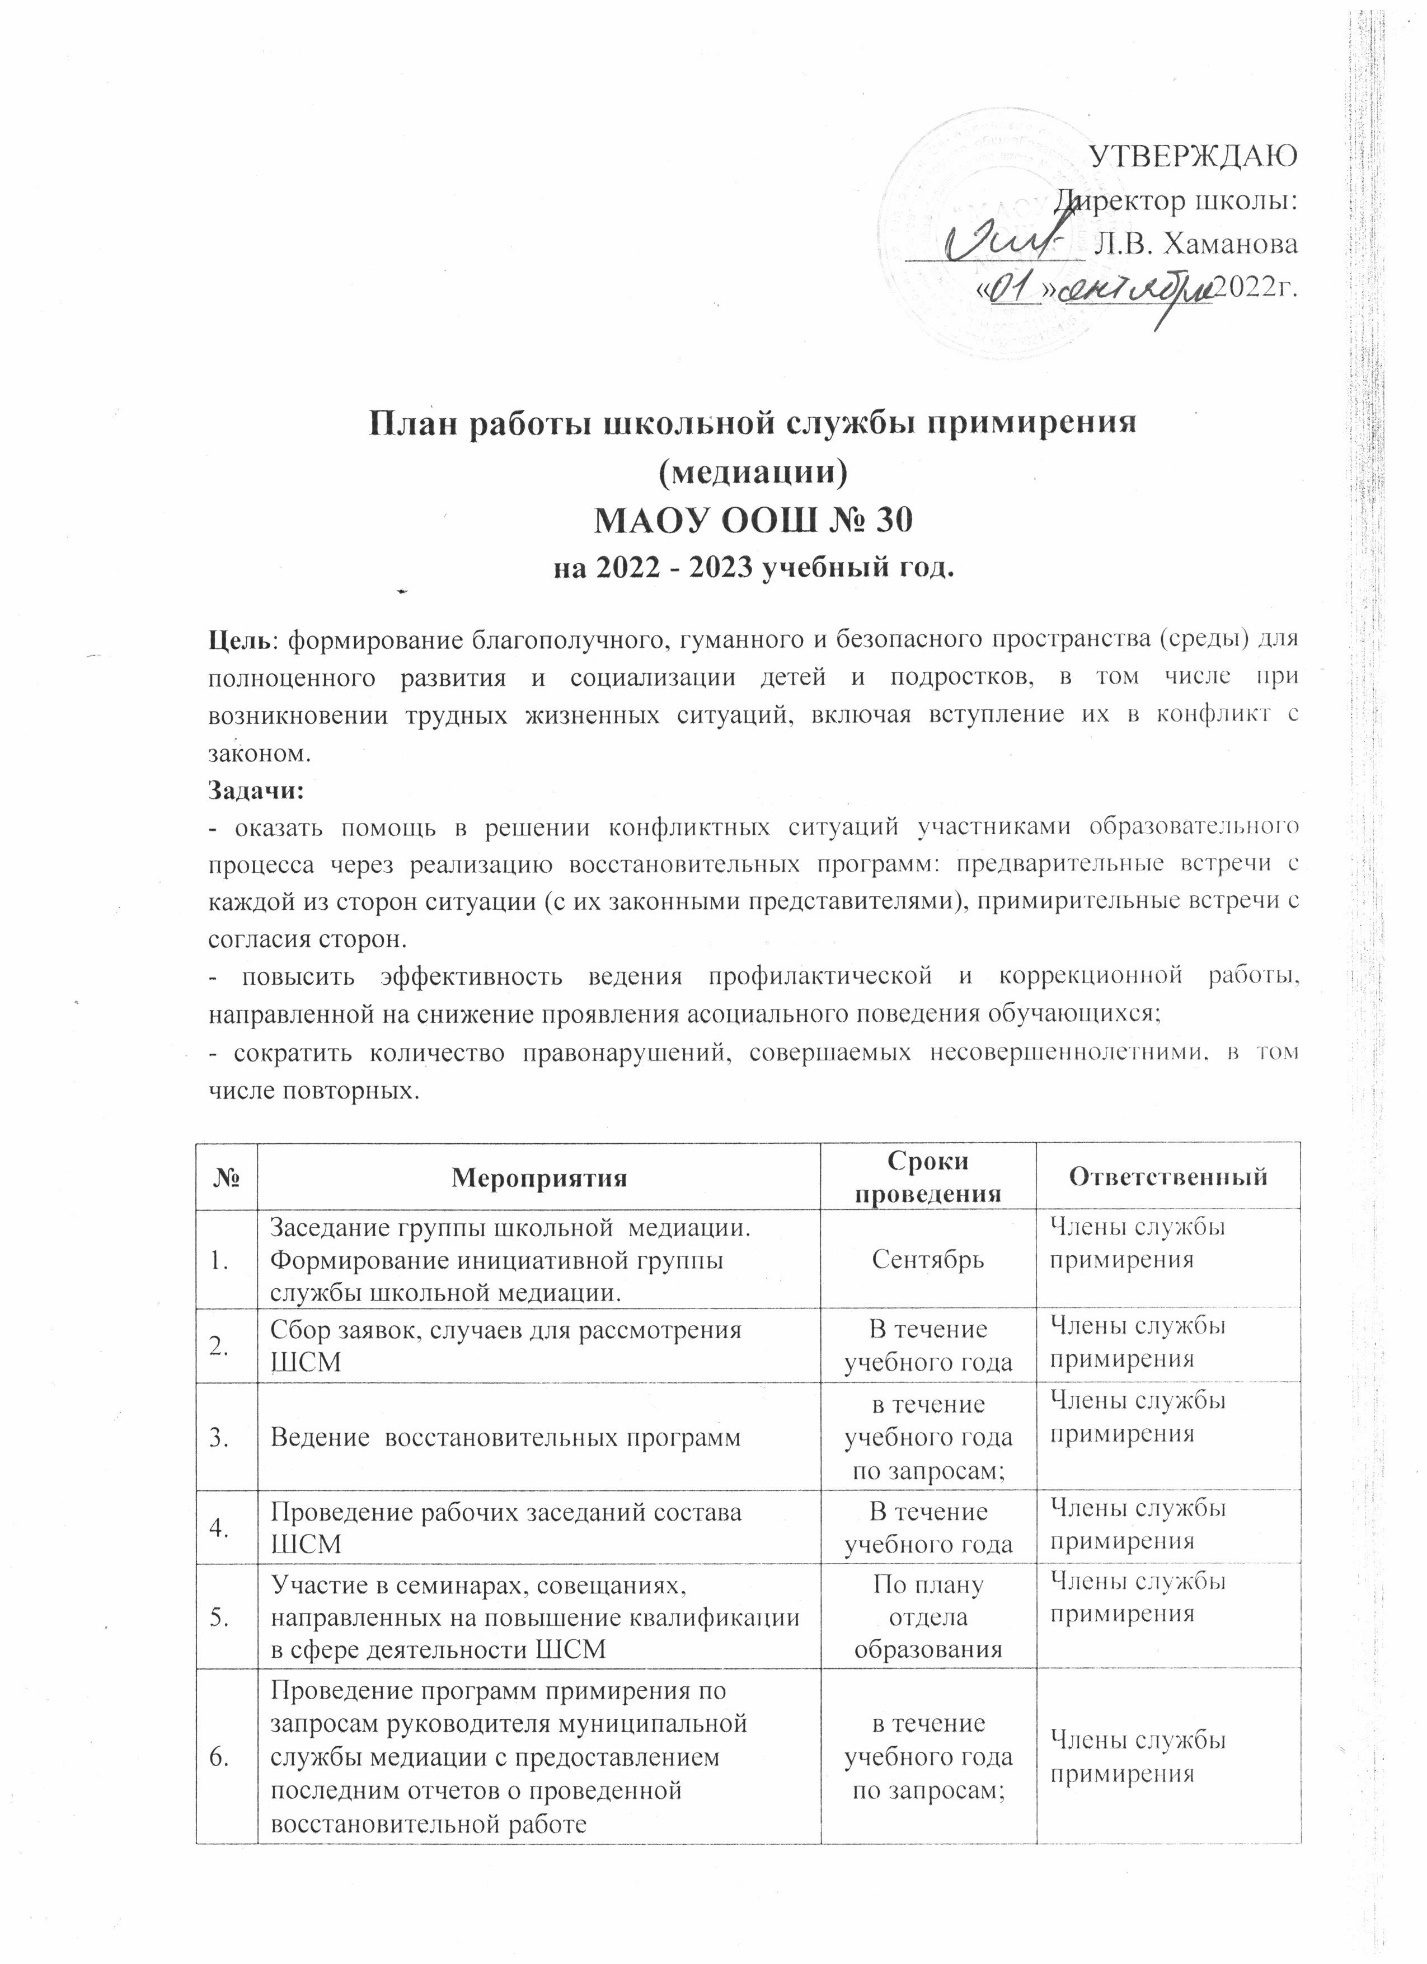 УТВЕРЖДАЮ
Директор школы:
Л.В. Хаманова
«01» сентября 2022г.
План работы школьной службы примирения
(медиации)
МАОУ ООШ № 30
на 2022 - 2023 учебный год.
Цель: формирование благополучного, гуманного и безопасного пространства (среды) для
полноценного развития и социализации детей и подростков, в том числе при
возникновении трудных жизненных ситуаций, включая вступление их в конфликт с
законом.
Задачи:
- оказать помощь в решении конфликтных ситуаций участниками образовательного
процесса через реализацию восстановительных программ: предварительные встречи с
каждой из сторон ситуации (с их законными представителями), примирительные встречи с
согласия сторон.
- повысить эффективность ведения профилактической и коррекционной работы,
направленной на снижение проявления асоциального поведения обучающихся;
- сократить количество правонарушений, совершаемых несовершеннолетними, в том
числе повторных.
№ Мероприятия Сроки проведения Ответственный
1. Заседание группы школьной медиации.
Формирование инициативной группы
службы школьной медиации.
Сентябрь
Члены службы
примирения
2. Сбор заявок, случаев для рассмотрения
ШСМ
В течение
учебного года
Члены службы
примирения
3. Ведение восстановительных программ
в течение
учебного года
по запросам;
Члены службы
примирения
4. Проведение рабочих заседаний состава
ШСМ
В течение
учебного года
Члены службы
примирения
5. Участие в семинарах, совещаниях,
направленных на повышение квалификации
в сфере деятельности ШСМ
По плану
отдела
образования
Члены службы
примирения
6. Проведение программ примирения по
запросам руководителя муниципальной
службы медиации с предоставлением
последним отчетов о проведенной
восстановительной работе
в течение
учебного года
по запросам;
Члены службы
примирения